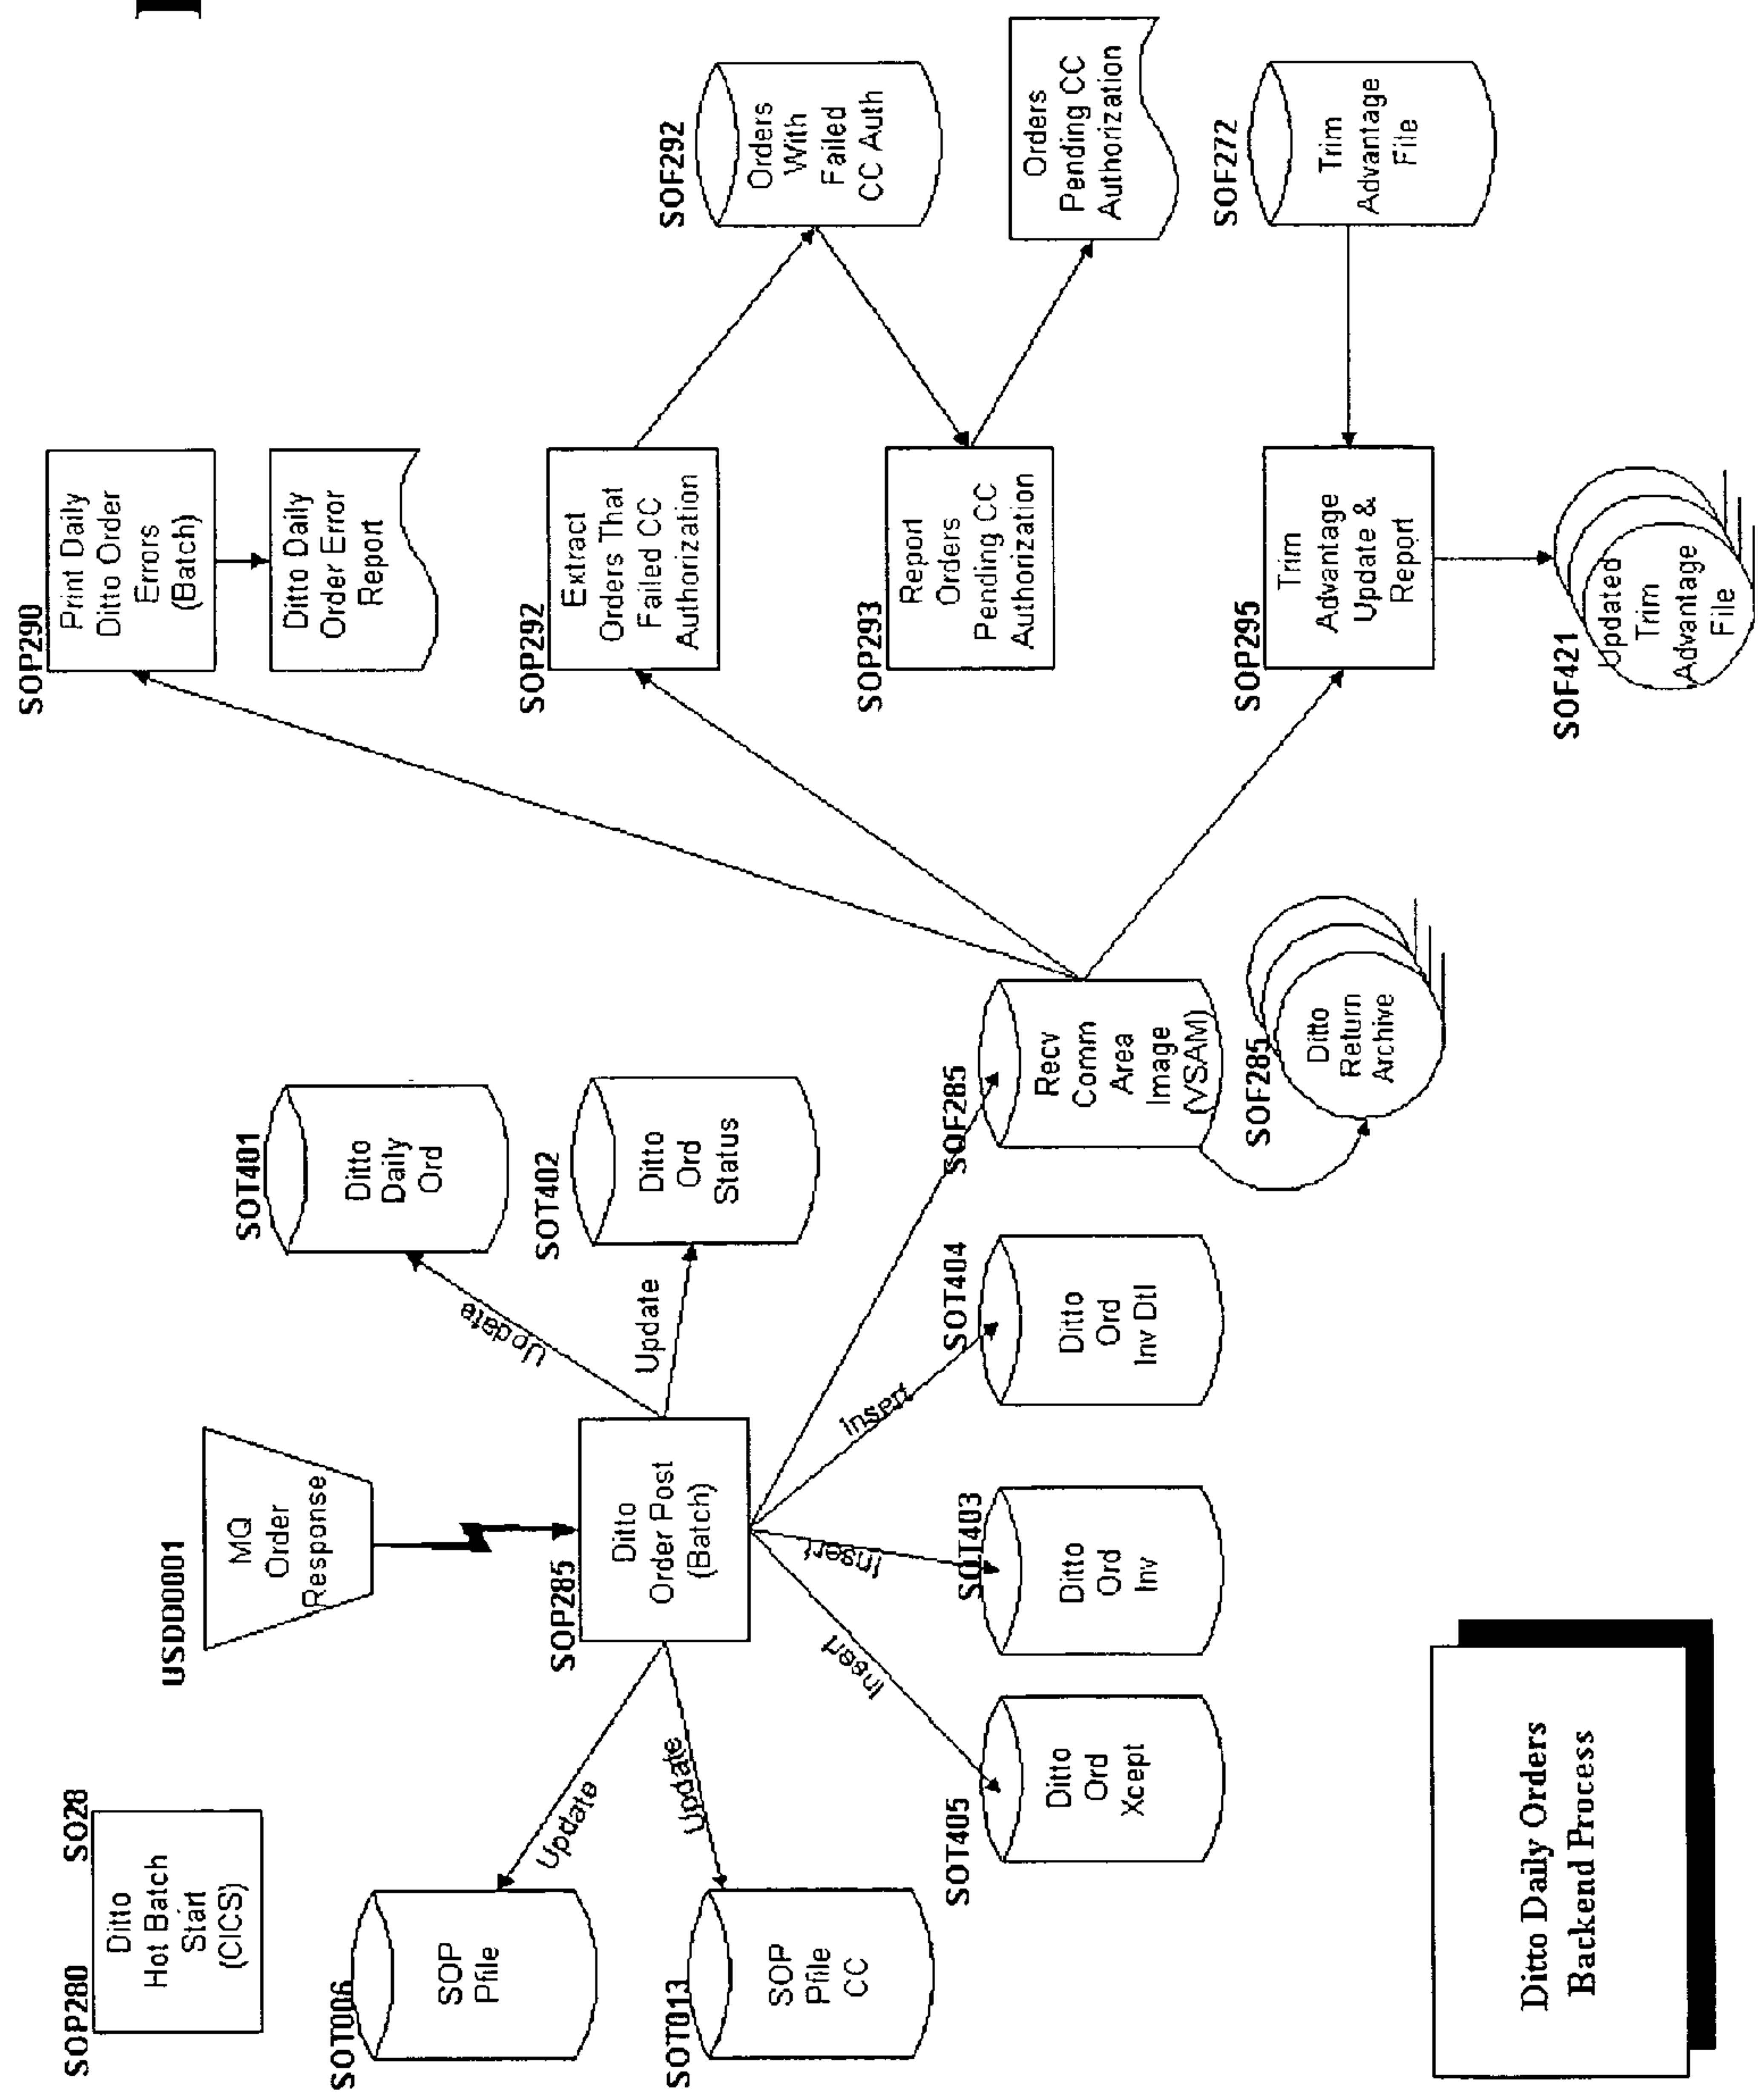 SOP280
SO28
Ditto
Hot Batch
Start
(CICS)
USDD0001
MQ
Order
Response
SOT401
Ditto
Daily
Ord
SOP290
Print Daily
Ditto Order
Errors
(Batch)
Ditto Daily
Order Error
Report
SOT006
SOP
Pfile
Update
SOP285
Ditto
Order Post
(Batch)
Update
SOT402
Ditto
Ord
Status
Update
SOP292
Extract
Orders That
Failed CC
Authorization
SOF292
Orders
With
Failed
CC Auth
SOT013
SOP
Pfile
CC
Update
SOP293
Report
Orders
Pending CC
Authorization
Orders
Pending CC
Authorization
SOT405
Ditto
Ord
Xcept
Insert
SOT403
Ditto
Ord
Inv
Insert
SOT404
Ditto
Ord
Inv Dtl
Insert
SOF285
Recv
Comm
Area
Image
(VSAM)
SOF285
Ditto
Return
Archive
SOP295
Trim
Advantage
Update &
Report
SOF272
Trim
Advantage
File
SOF421
Updated
Trim
Advantage
File
Ditto Daily Orders
Backend Process